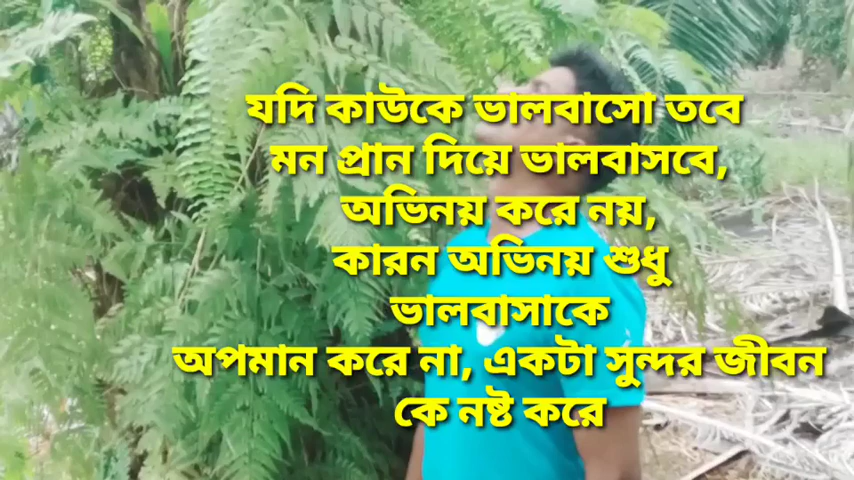 যদি কাউকে ভালবাসো তবে
মন প্রান দিয়ে ভালবাসবে,
অভিনয় করে নয়,
কারন অভিনয় শুধু
ভালবাসাকে
অপমান করে না, একটা সুন্দর জীবন
কে নষ্ট করে